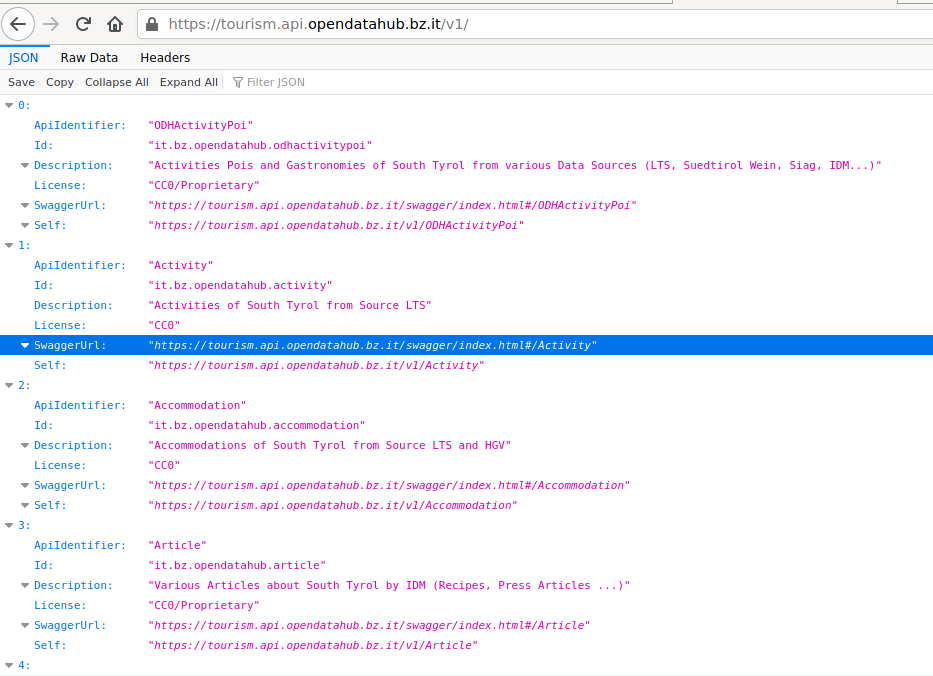 https://tourism.api.opendatahub.bz.it/v1/
JSON Raw Data Headers
Save Copy Collapse All Expand All Filter JSON
0:
ApiIdentifier: "ODHActivityPoi"
Id: "it.bz.opendatahub.odhactivitypoi"
Description: "Activities Pois and Gastronomies of South Tyrol from various Data Sources (LTS, Suedtirol Wein, Siag, IDM...)"
License: "CC0/Proprietary"
SwaggerUrl: "https://tourism.api.opendatahub.bz.it/swagger/index.html#/ODHActivityPoi"
Self: "https://tourism.api.opendatahub.bz.it/v1/ODHActivityPoi"
1:
ApiIdentifier: "Activity"
Id: "it.bz.opendatahub.activity"
Description: "Activities of South Tyrol from Source LTS"
License: "CC0"
SwaggerUrl: "https://tourism.api.opendatahub.bz.it/swagger/index.html#/Activity"
Self: "https://tourism.api.opendatahub.bz.it/v1/Activity"
2:
ApiIdentifier: "Accommodation"
Id: "it.bz.opendatahub.accommodation"
Description: "Accommodations of South Tyrol from Source LTS and HGV"
License: "CC0"
SwaggerUrl: "https://tourism.api.opendatahub.bz.it/swagger/index.html#/Accommodation"
Self: "https://tourism.api.opendatahub.bz.it/v1/Accommodation"
3:
ApiIdentifier: "Article"
Id: "it.bz.opendatahub.article"
Description: "Various Articles about South Tyrol by IDM (Recipes, Press Articles ...)"
License: "CC0/Proprietary"
SwaggerUrl: "https://tourism.api.opendatahub.bz.it/swagger/index.html#/Article"
Self: "https://tourism.api.opendatahub.bz.it/v1/Article"
4: